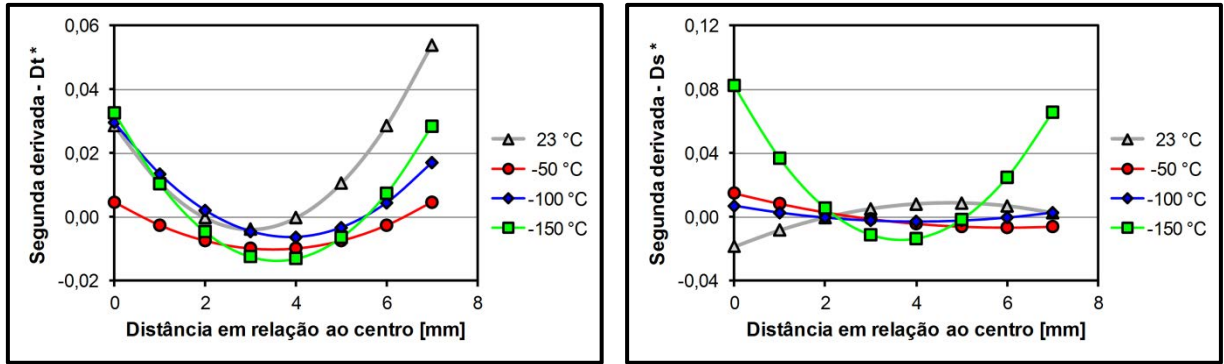 0,06
0,04
0,02
0,00
-0,02
Segunda derivada - Dt *
0 2 4 6 8
Distância em relação ao centro [mm]
23 °C
-50 °C
-100 °C
-150 °C
0,12
0,08
0,04
0,00
-0,04
Segunda derivada - Ds *
0 2 4 6 8
Distância em relação ao centro [mm]
23 °C
-50 °C
-100 °C
-150 °C